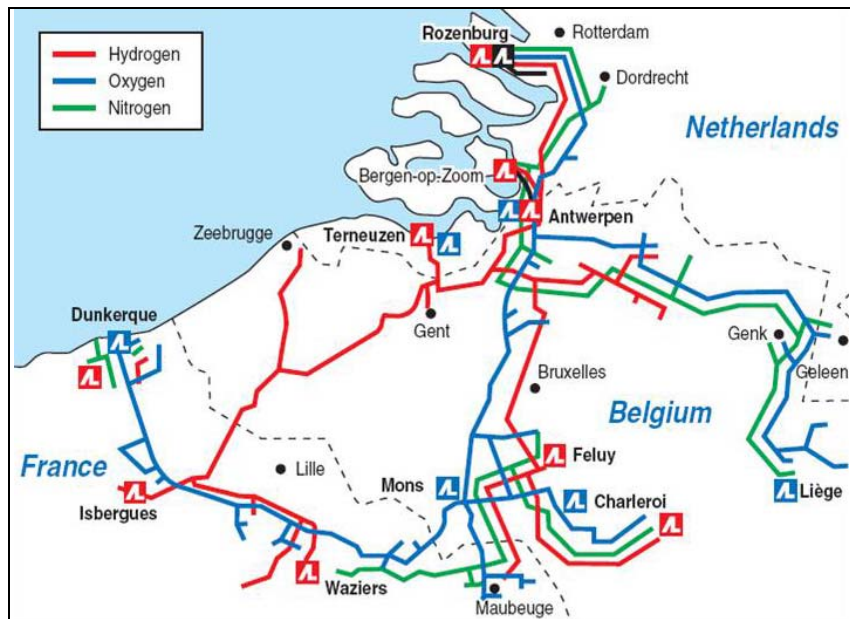 Hydrogen
Oxygen
Nitrogen
Rozenburg
Rotterdam
Dordrecht
Netherlands
Bergen-op-Zoom
Antwerpen
Zeebrugge
Terneuzen
Dunkerque
Gent
Genk
Geleen
Bruxelles
Belgium
France
Lille
Mons
Feluy
Isbergues
Charleroi
Liège
Waziers
Maubeuge